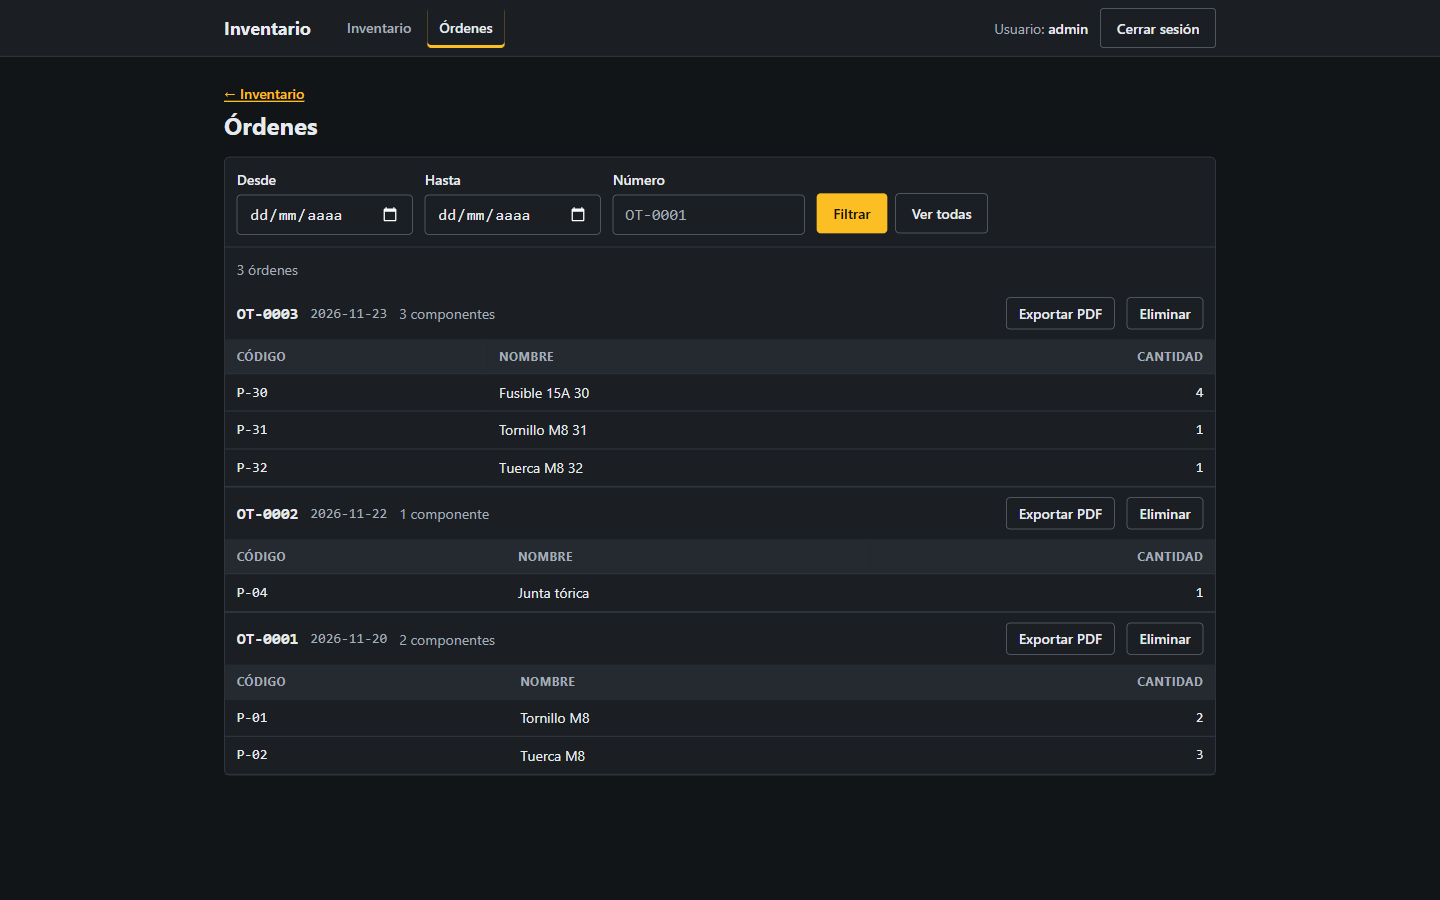 Inventario Inventario Órdenes Usuario: admin Cerrar sesión
← Inventario
Órdenes
Desde Hasta Número
dd/mm/aaaa dd/mm/aaaa OT-0001 Filtrar Ver todas
3 órdenes
OT-0003 2026-11-23 3 componentes Exportar PDF Eliminar
CÓDIGO NOMBRE CANTIDAD
P-30 Fusible 15A 30 4
P-31 Tornillo M8 31 1
P-32 Tuerca M8 32 1
OT-0002 2026-11-22 1 componente Exportar PDF Eliminar
CÓDIGO NOMBRE CANTIDAD
P-04 Junta tórica 1
OT-0001 2026-11-20 2 componentes Exportar PDF Eliminar
CÓDIGO NOMBRE CANTIDAD
P-01 Tornillo M8 2
P-02 Tuerca M8 3